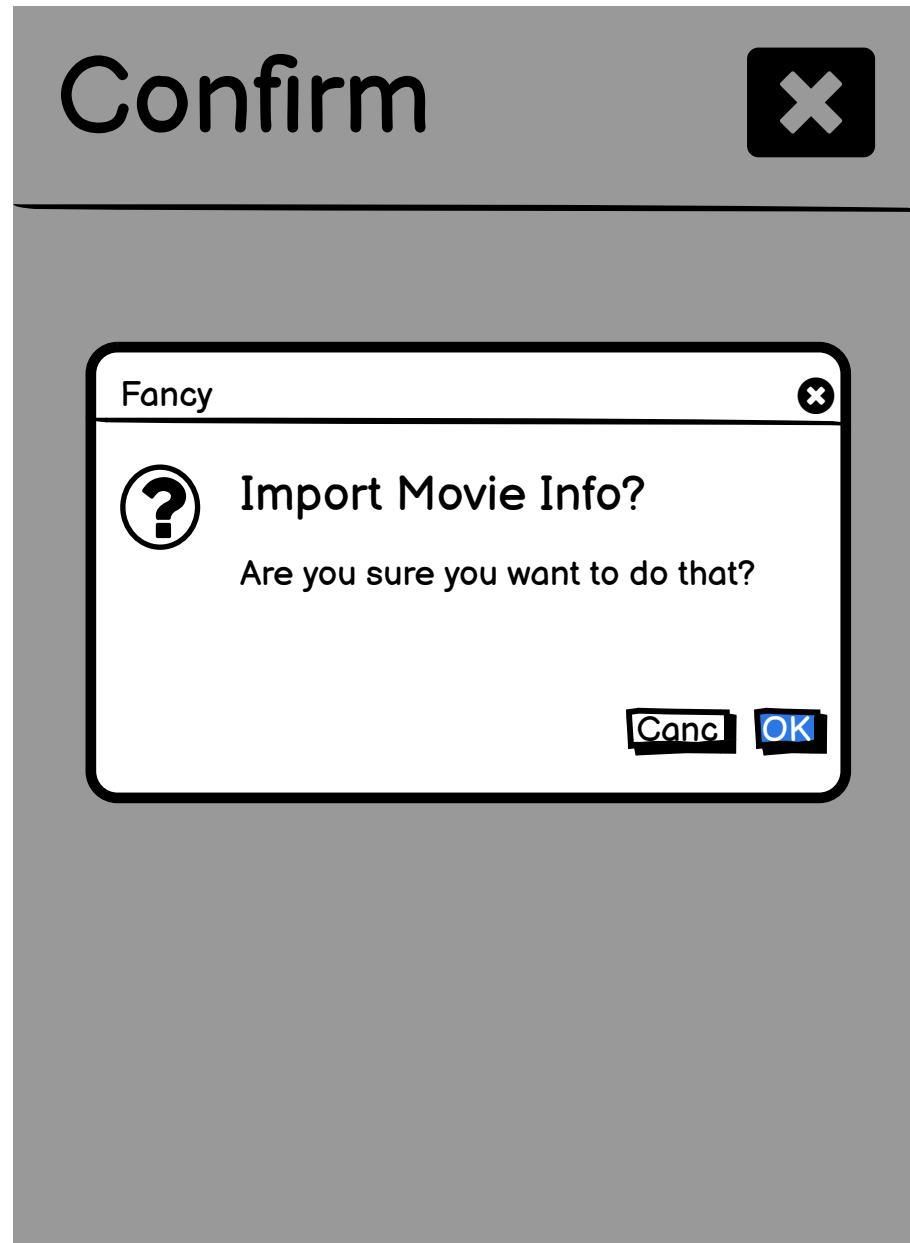 Confirm
Fancy
Import Movie Info?
Are you sure you want to do that?
Canc
OK